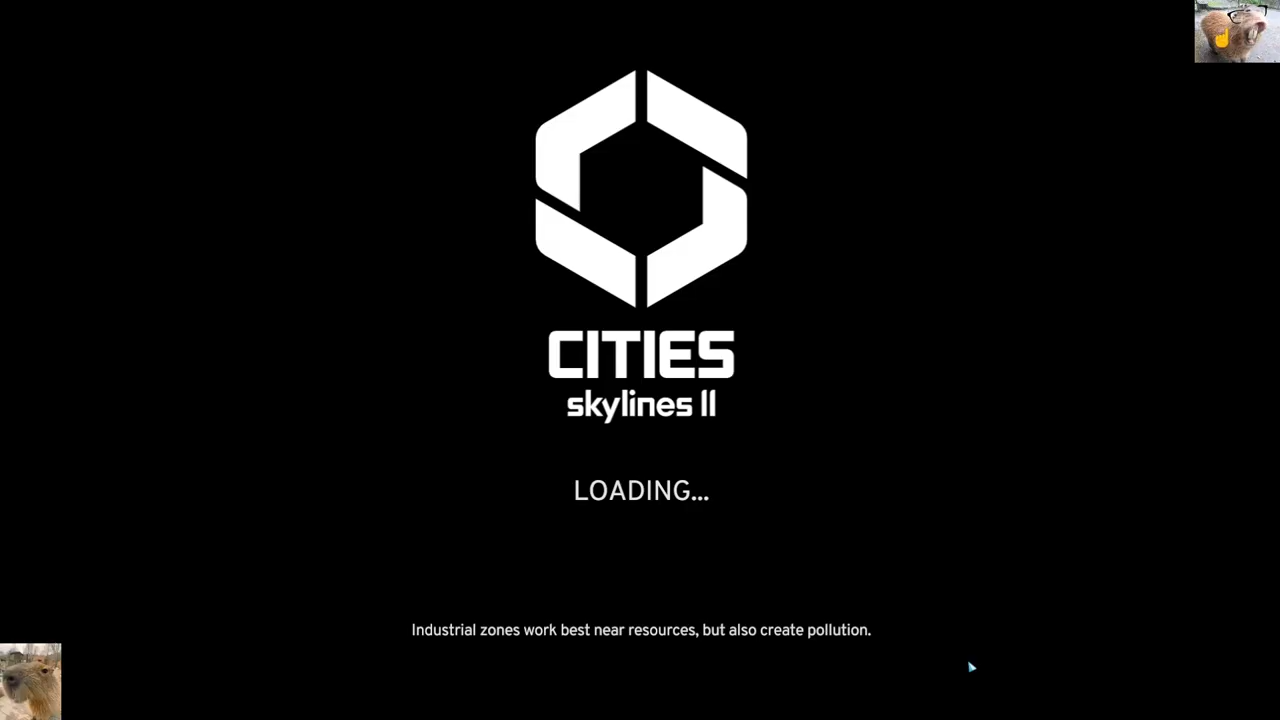 CITIES
skylines II
LOADING...
Industrial zones work best near resources, but also create pollution.